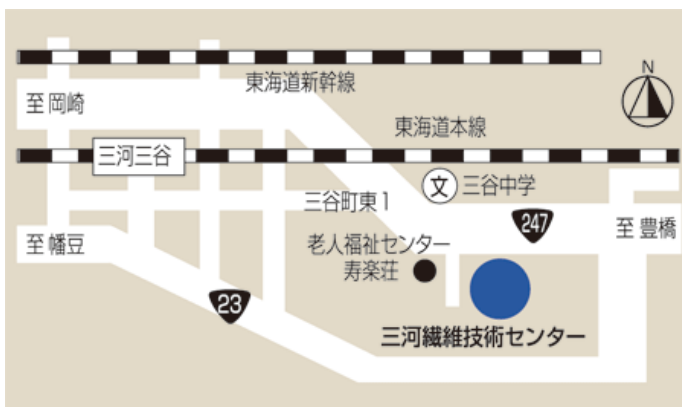 東海道新幹線
N
至岡崎
東海道本線
三河三谷
文
三谷中学
三谷町東1
247
至豊橋
至幡豆
老人福祉センター
寿楽荘
23
三河繊維技術センター